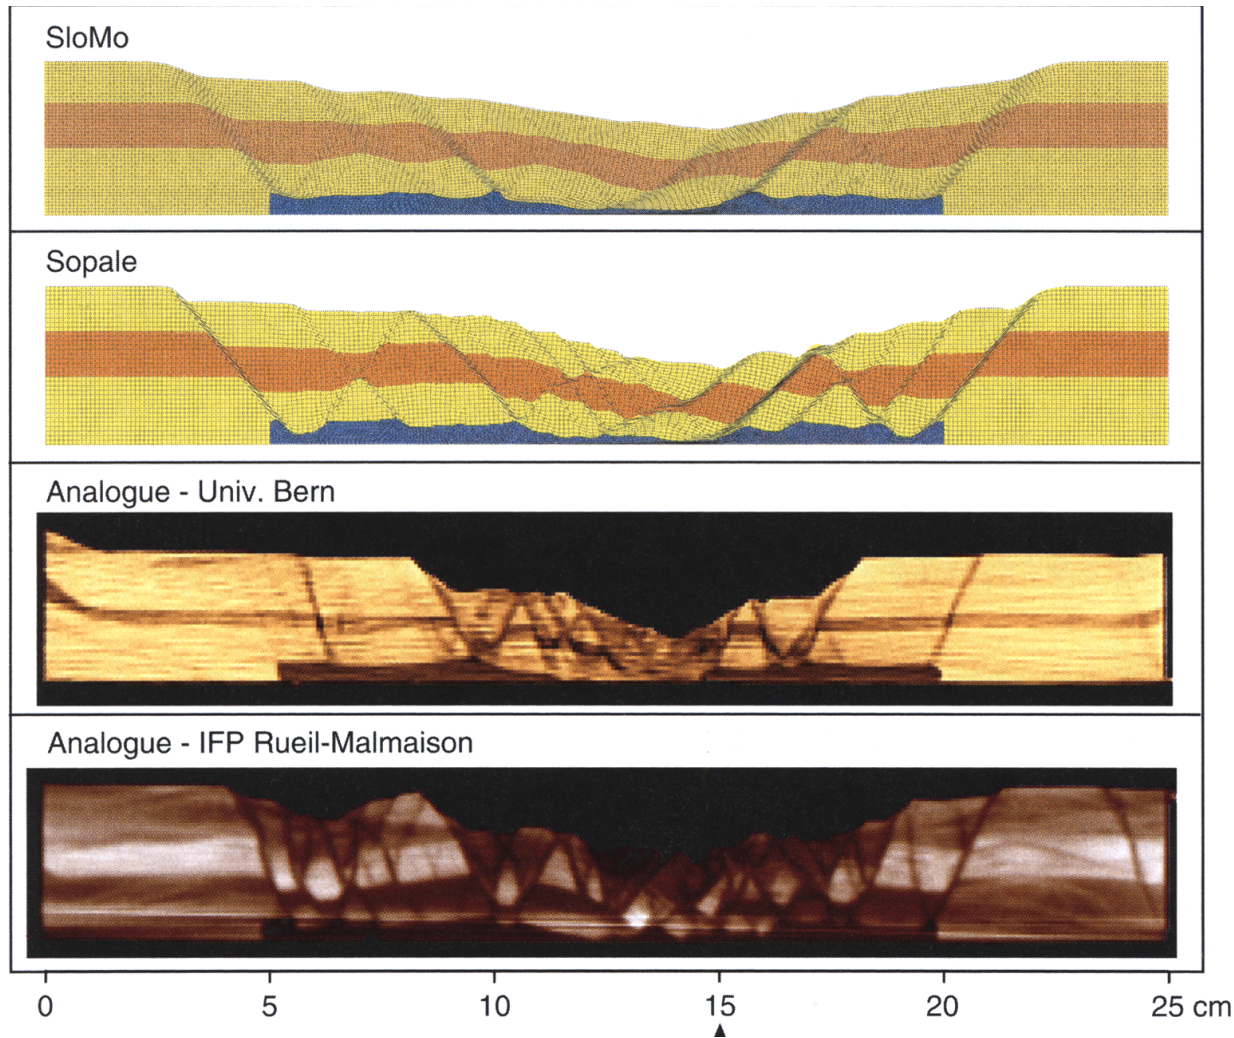 SloMo
Sopale
Analogue - Univ. Bern
Analogue - IFP Rueil-Malmaison
0 5 10 15 20 25 cm